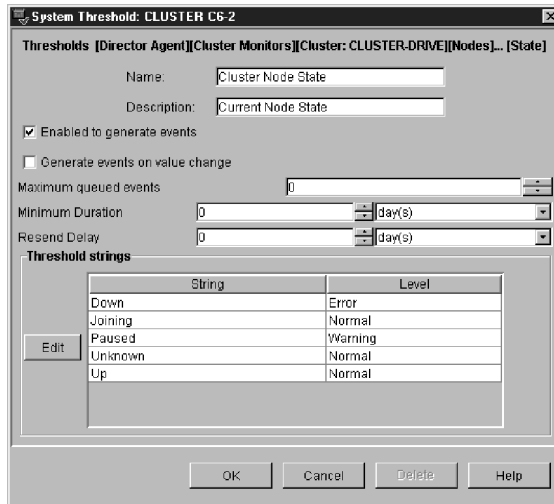 System Threshold: CLUSTER C6-2
Thresholds [Director Agent][Cluster Monitors][Cluster: CLUSTER-DRIVE][Nodes]... [State]
Name: Cluster Node State
Description: Current Node State
Enabled to generate events
Generate events on value change
Maximum queued events 0
Minimum Duration 0 day(s)
Resend Delay 0 day(s)
Threshold strings
String Level
Down Error
Joining Normal
Paused Warning
Edit
Unknown Normal
Up Normal
OK Cancel Delete Help